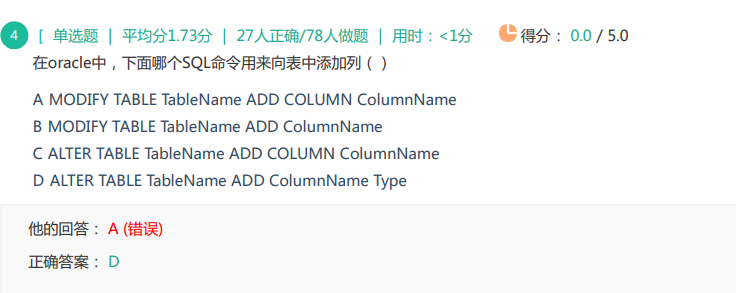 4 [ 单选题 | 平均分1.73分 | 27人正确/78人做题 | 用时：<1分 得分： 0.0 / 5.0
在oracle中，下面哪个SQL命令用来向表中添加列（ ）
A MODIFY TABLE TableName ADD COLUMN ColumnName
B MODIFY TABLE TableName ADD ColumnName
C ALTER TABLE TableName ADD COLUMN ColumnName
D ALTER TABLE TableName ADD ColumnName Type
他的回答： A (错误)
正确答案： D